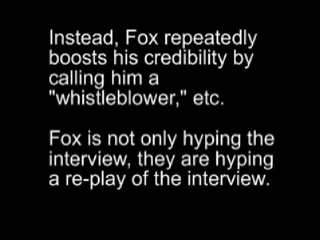 Instead, Fox repeatedly
boosts his credibility by
calling him a
"whistleblower," etc.
Fox is not only hyping the
interview, they are hyping
a re-play of the interview.